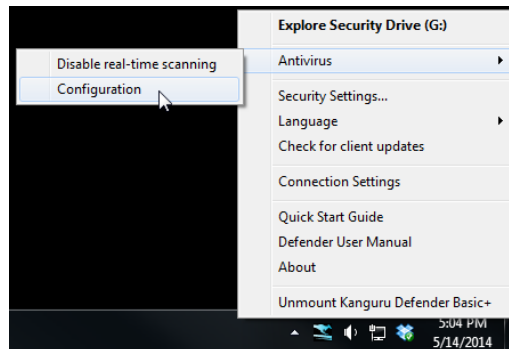 Explore Security Drive (G:)
Antivirus
Disable real-time scanning
Configuration
Security Settings...
Language
Check for client updates
Connection Settings
Quick Start Guide
Defender User Manual
About
Unmount Kanguru Defender Basic+
5:04 PM
5/14/2014